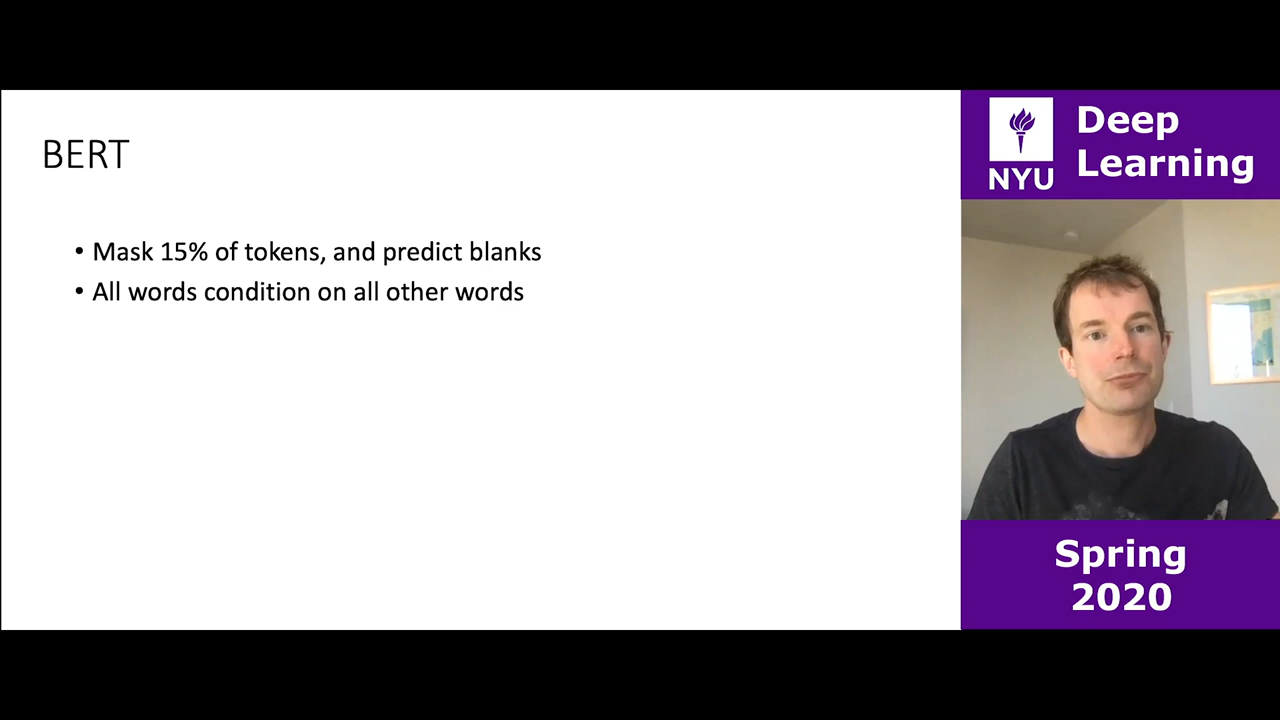 BERT
• Mask 15% of tokens, and predict blanks
• All words condition on all other words
NYU
Deep
Learning
Spring
2020